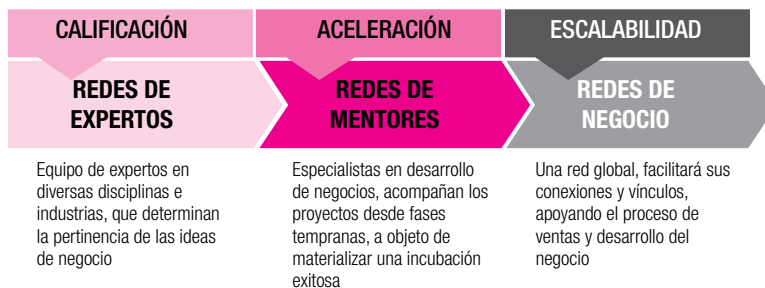 CALIFICACIÓN
REDES DE
EXPERTOS
Equipo de expertos en
diversas disciplinas e
industrias, que determinan
la pertinencia de las ideas
de negocio
ACELERACIÓN
REDES DE
MENTORES
Especialistas en desarrollo
de negocios, acompañan los
proyectos desde fases
tempranas, a objeto de
materializar una incubación
exitosa
ESCALABILIDAD
REDES DE
NEGOCIO
Una red global, facilitará sus
conexiones y vínculos,
apoyando el proceso de
ventas y desarrollo del
negocio